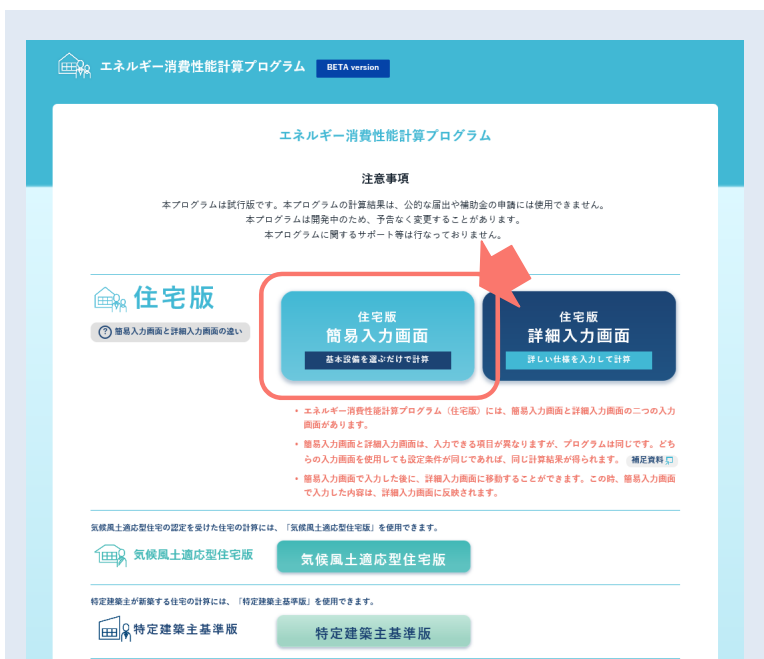 エネルギー消費性能計算プログラム BETA version
エネルギー消費性能計算プログラム
注意事項
本プログラムは試行版です。本プログラムの計算結果は、公的な届出や補助金の申請には使用できません。
本プログラムは開発中のため、予告なく変更することがあります。
本プログラムに関するサポート等は行なっておりません。
住宅版
? 簡易入力画面と詳細入力画面の違い
住宅版
簡易入力画面
基本設備を選ぶだけで計算
住宅版
詳細入力画面
詳しい仕様を入力して計算
• エネルギー消費性能計算プログラム（住宅版）には、簡易入力画面と詳細入力画面の二つの入力
画面があります。
• 簡易入力画面と詳細入力画面は、入力できる項目が異なりますが、プログラムは同じです。どち
らの入力画面を使用しても設定条件が同じであれば、同じ計算結果が得られます。 補足資料
• 簡易入力画面で入力した後に、詳細入力画面に移動することができます。この時、簡易入力画面
で入力した内容は、詳細入力画面に反映されます。
気候風土適応型住宅の認定を受けた住宅の計算には、「気候風土適応型住宅版」を使用できます。
気候風土適応型住宅版 気候風土適応型住宅版
特定建築主が新築する住宅の計算には、「特定建築主基準版」を使用できます。
特定建築主基準版 特定建築主基準版